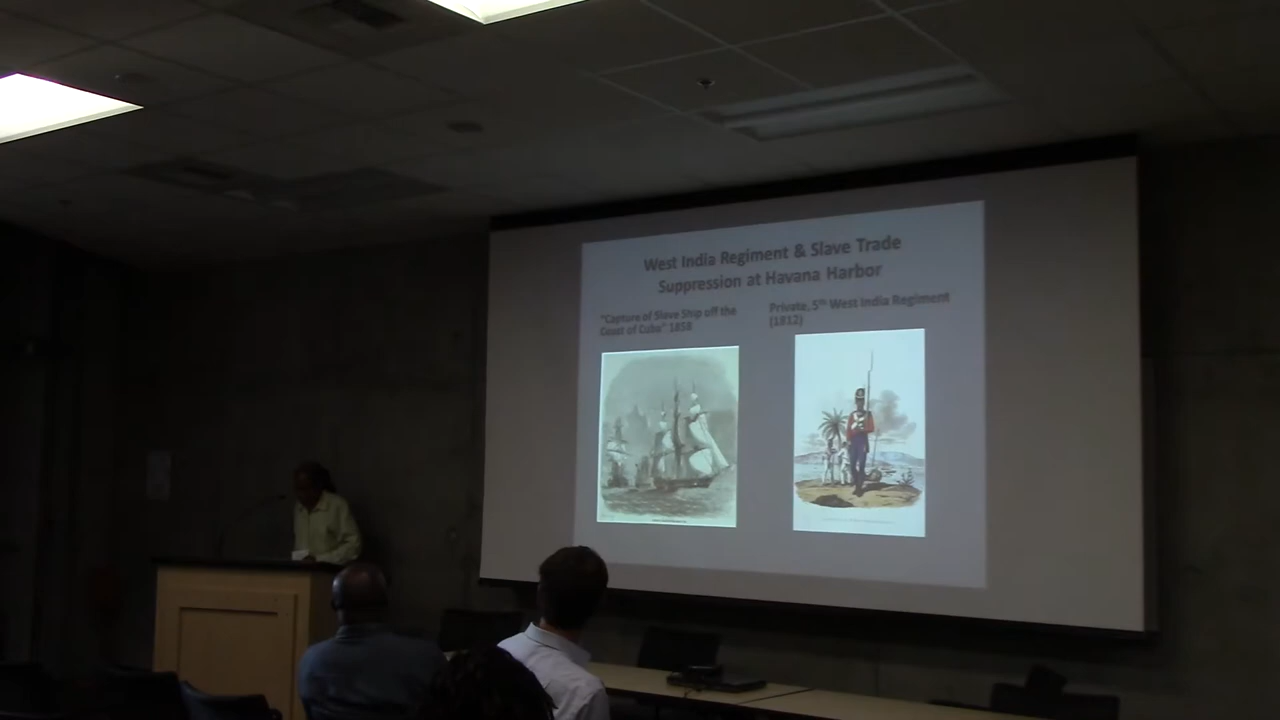 West India Regiment & Slave Trade
Suppression at Havana Harbor
"Capture of Slave Ship off the
Coast of Cuba" 1858
Private, 5th West India Regiment
(1812)